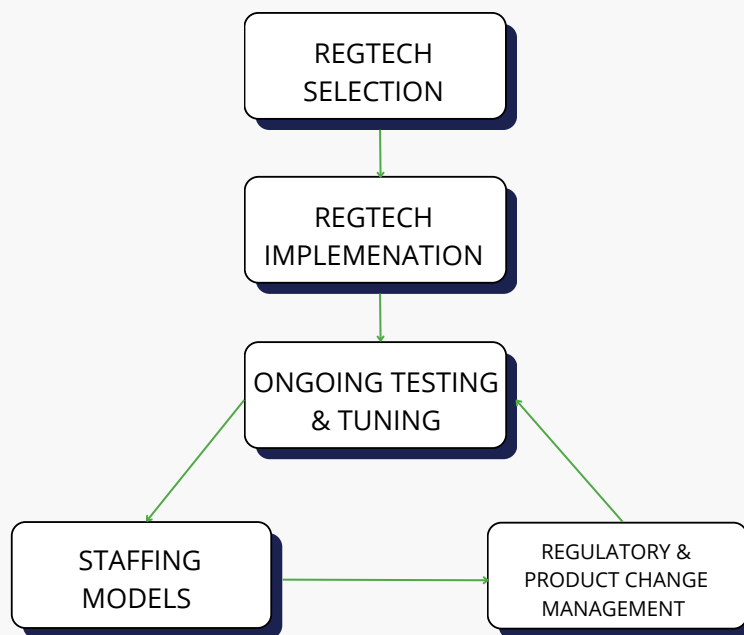 REGTECH
SELECTION
REGTECH
IMPLEMENATION
ONGOING TESTING
& TUNING
STAFFING
MODELS
REGULATORY &
PRODUCT CHANGE
MANAGEMENT